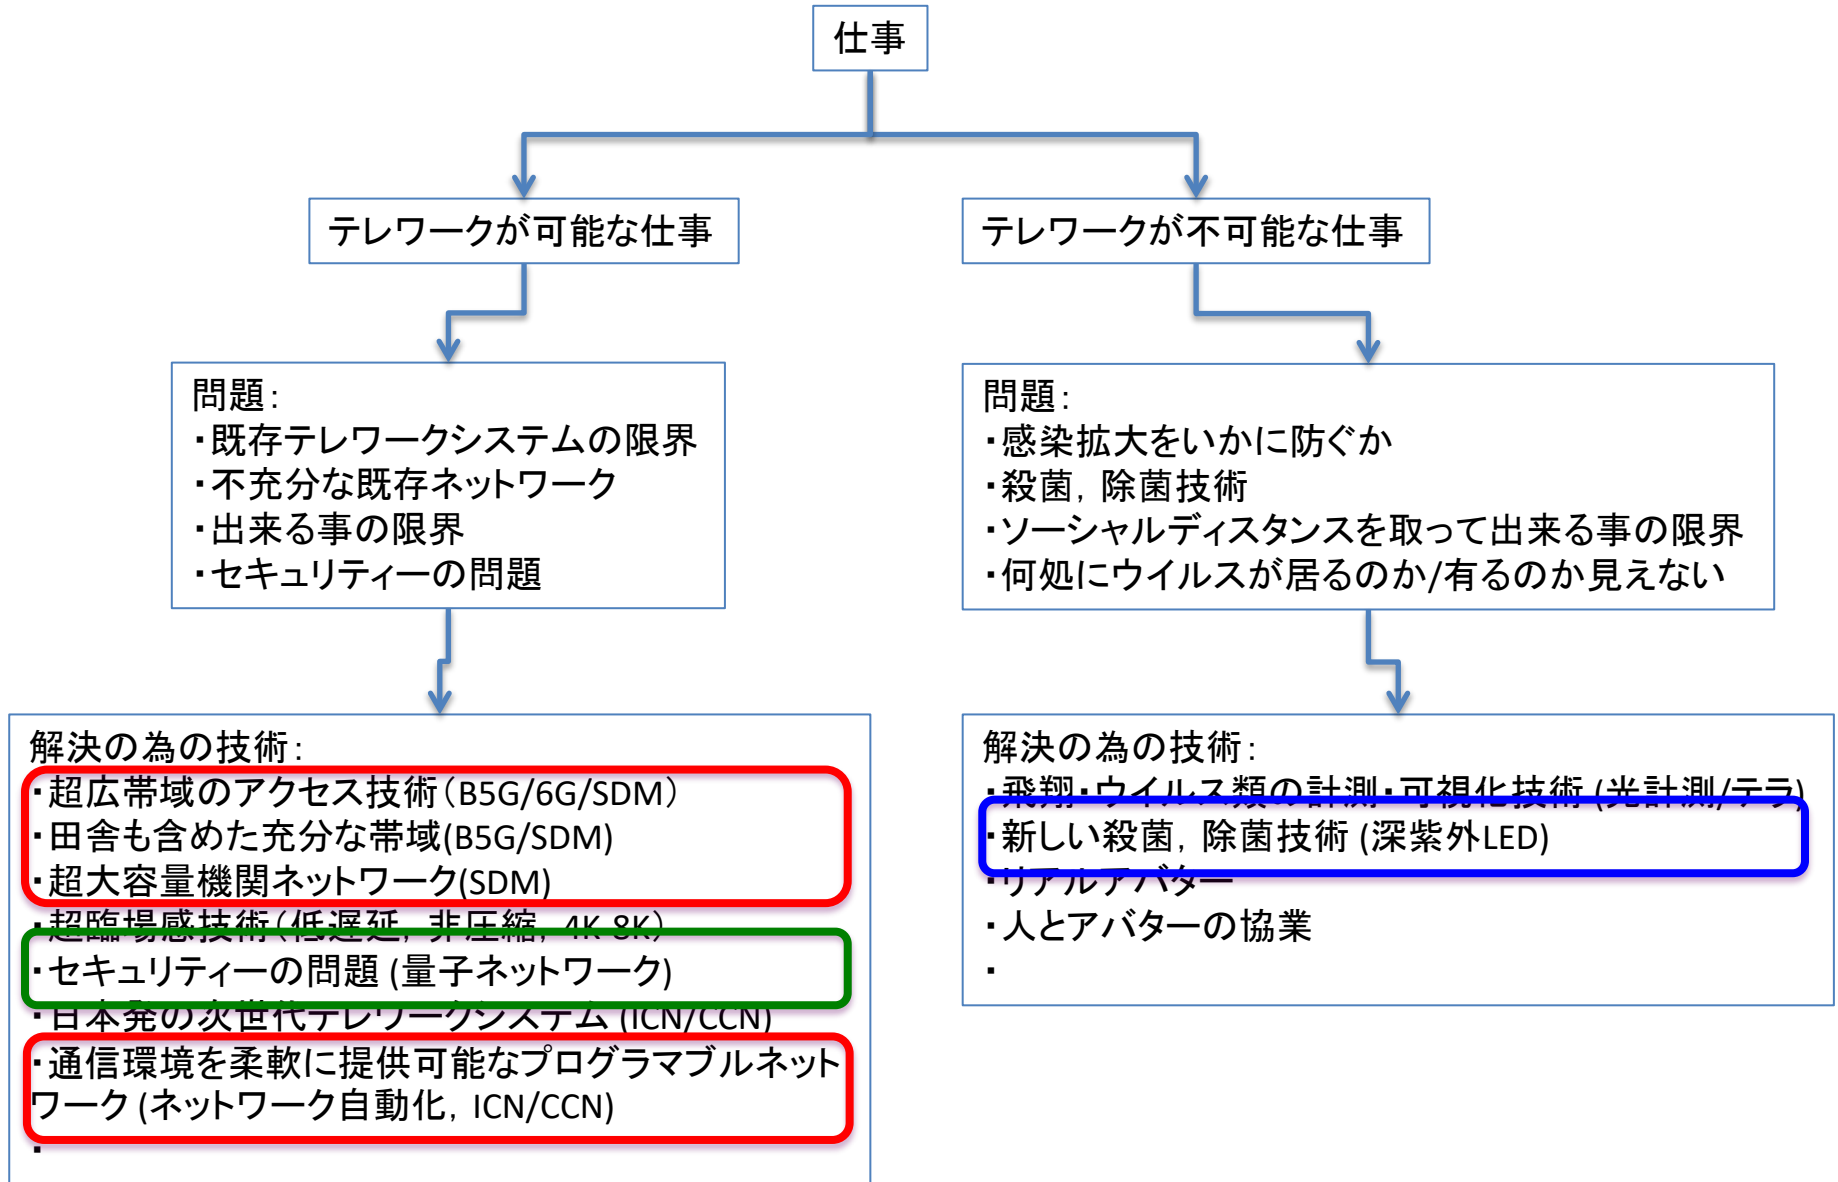 仕事
テレワークが可能な仕事
テレワークが不可能な仕事
問題:
・既存テレワークシステムの限界
・不充分な既存ネットワーク
・出来る事の限界
・セキュリティーの問題
問題:
・感染拡大をいかに防ぐか
・殺菌, 除菌技術
・ソーシャルディスタンスを取って出来る事の限界
・何処にウイルスが居るのか/有るのか見えない
解決の為の技術:
・超広帯域のアクセス技術(B5G/6G/SDM)
・田舎も含めた充分な帯域(B5G/SDM)
・超大容量機関ネットワーク(SDM)
・超臨場感技術(低遅延, 非圧縮, 4K-8K)
・セキュリティーの問題 (量子ネットワーク)
・日本発の次世代テレワークシステム (ICN/CCN)
・通信環境を柔軟に提供可能なプログラマブルネット
ワーク (ネットワーク自動化, ICN/CCN)
・
解決の為の技術:
・飛翔・ウイルス類の計測・可視化技術 (光計測/テラ)
・新しい殺菌, 除菌技術 (深紫外LED)
・リアルアバター
・人とアバターの協業
・